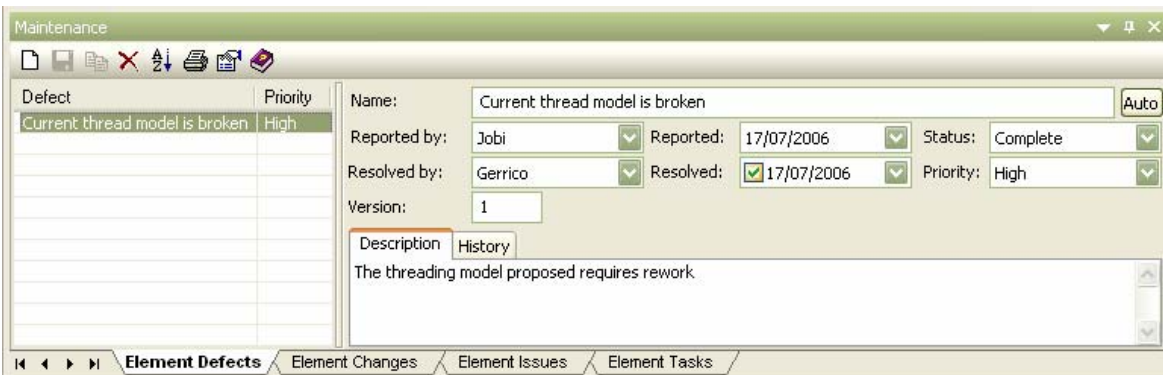 Maintenance
Defect Priority
Current thread model is broken High
Name: Current thread model is broken Auto
Reported by: Jobi Reported: 17/07/2006 Status: Complete
Resolved by: Gerrico Resolved: 17/07/2006 Priority: High
Version: 1
Description History
The threading model proposed requires rework
Element Defects Element Changes Element Issues Element Tasks